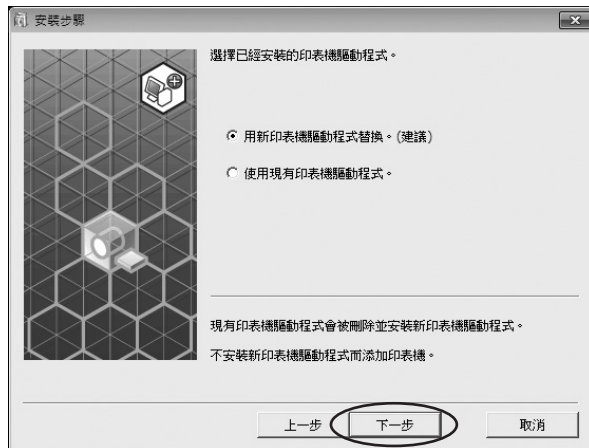 安裝步驟
選擇已經安裝的印表機驅動程式。
用新印表機驅動程式替換。(建議)
使用現有印表機驅動程式。
現有印表機驅動程式會被刪除並安裝新印表機驅動程式。
不安裝新印表機驅動程式而添加印表機。
上一步
下一步
取消